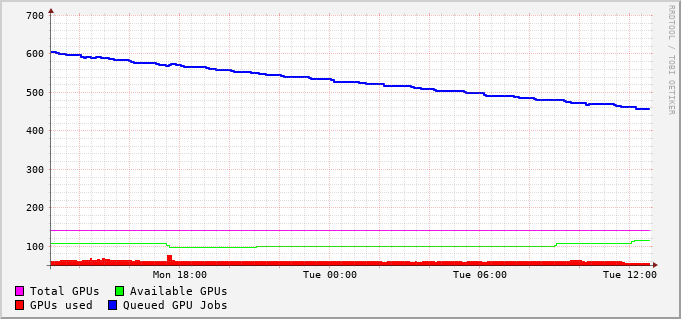 700
600
500
400
300
200
100
Mon 18:00 Tue 00:00 Tue 06:00 Tue 12:00
Total GPUs Available GPUs
GPUs used Queued GPU Jobs
RRDTOOL / TOBI OETIKER